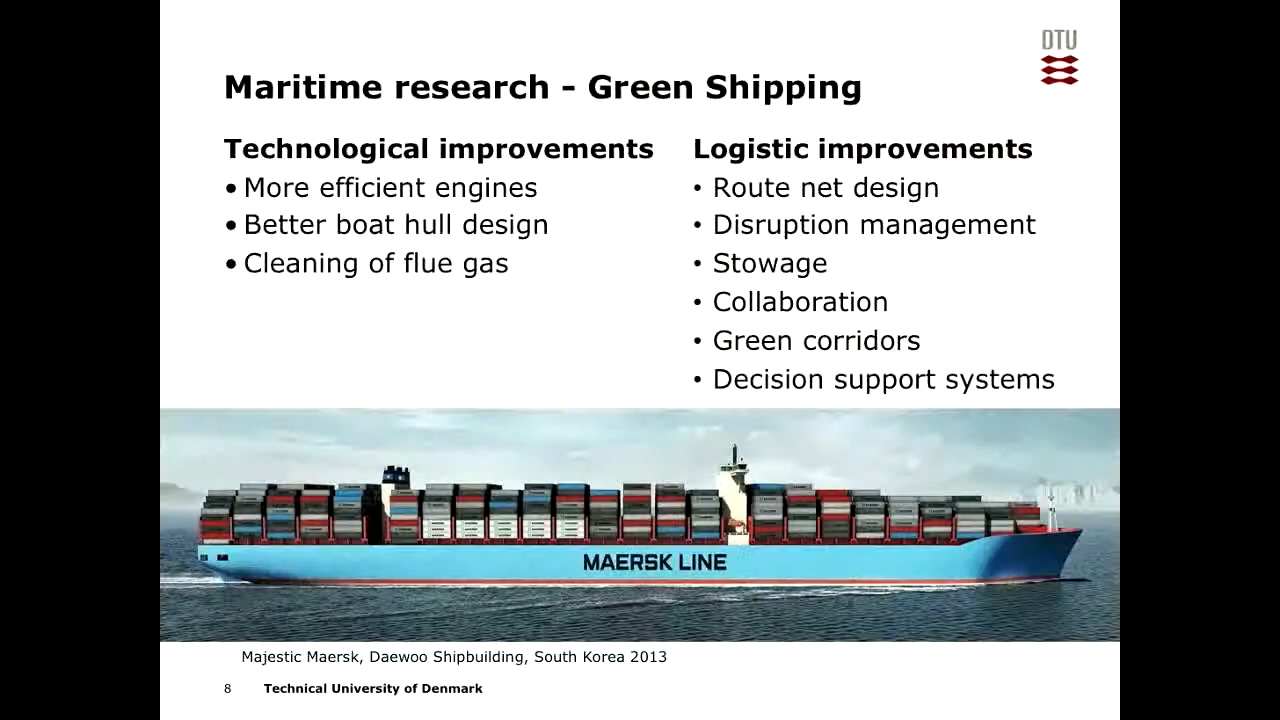 DTU
Maritime research - Green Shipping
Technological improvements
• More efficient engines
• Better boat hull design
• Cleaning of flue gas
Logistic improvements
• Route net design
• Disruption management
• Stowage
• Collaboration
• Green corridors
• Decision support systems
MAERSK LINE
Majestic Maersk, Daewoo Shipbuilding, South Korea 2013
8 Technical University of Denmark